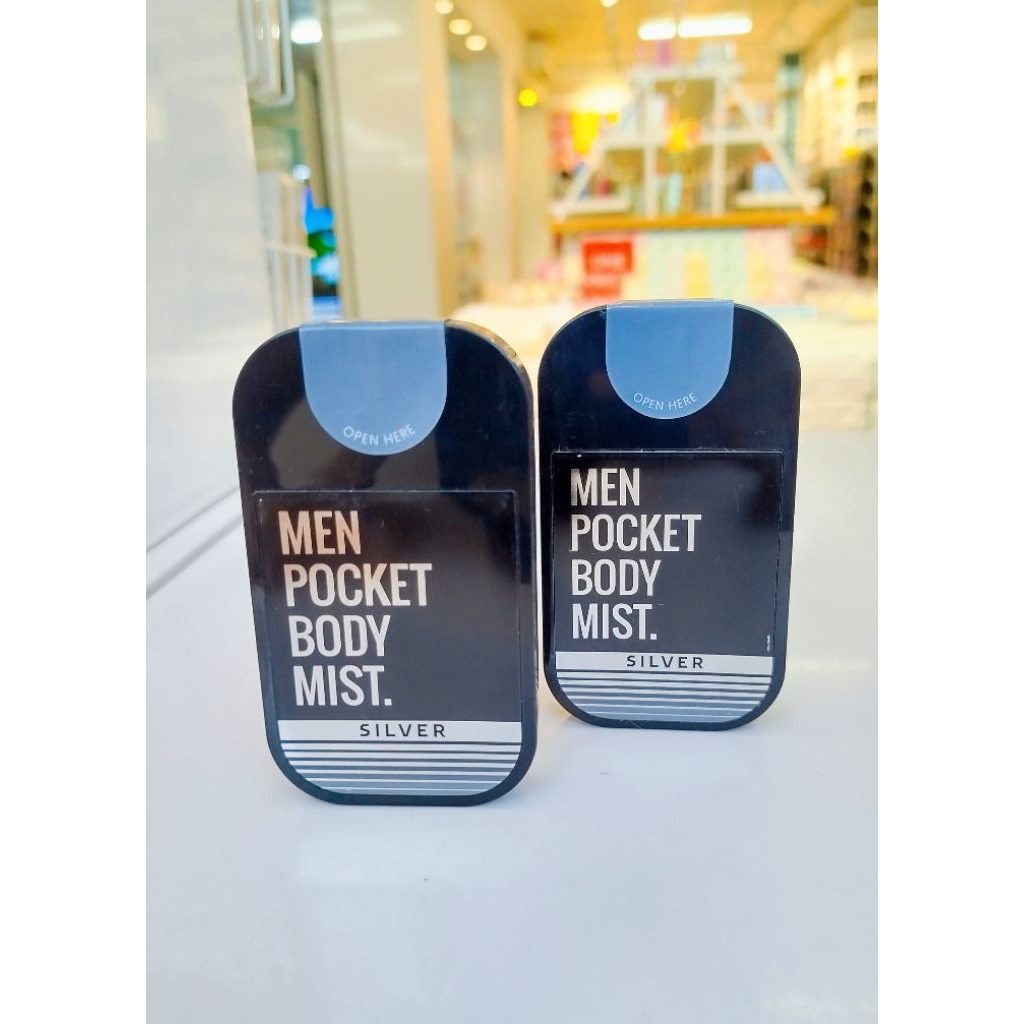 OPEN HERE
MEN
POCKET
BODY
MIST.
SILVER
OPEN HERE
MEN
POCKET
BODY
MIST.
SILVER